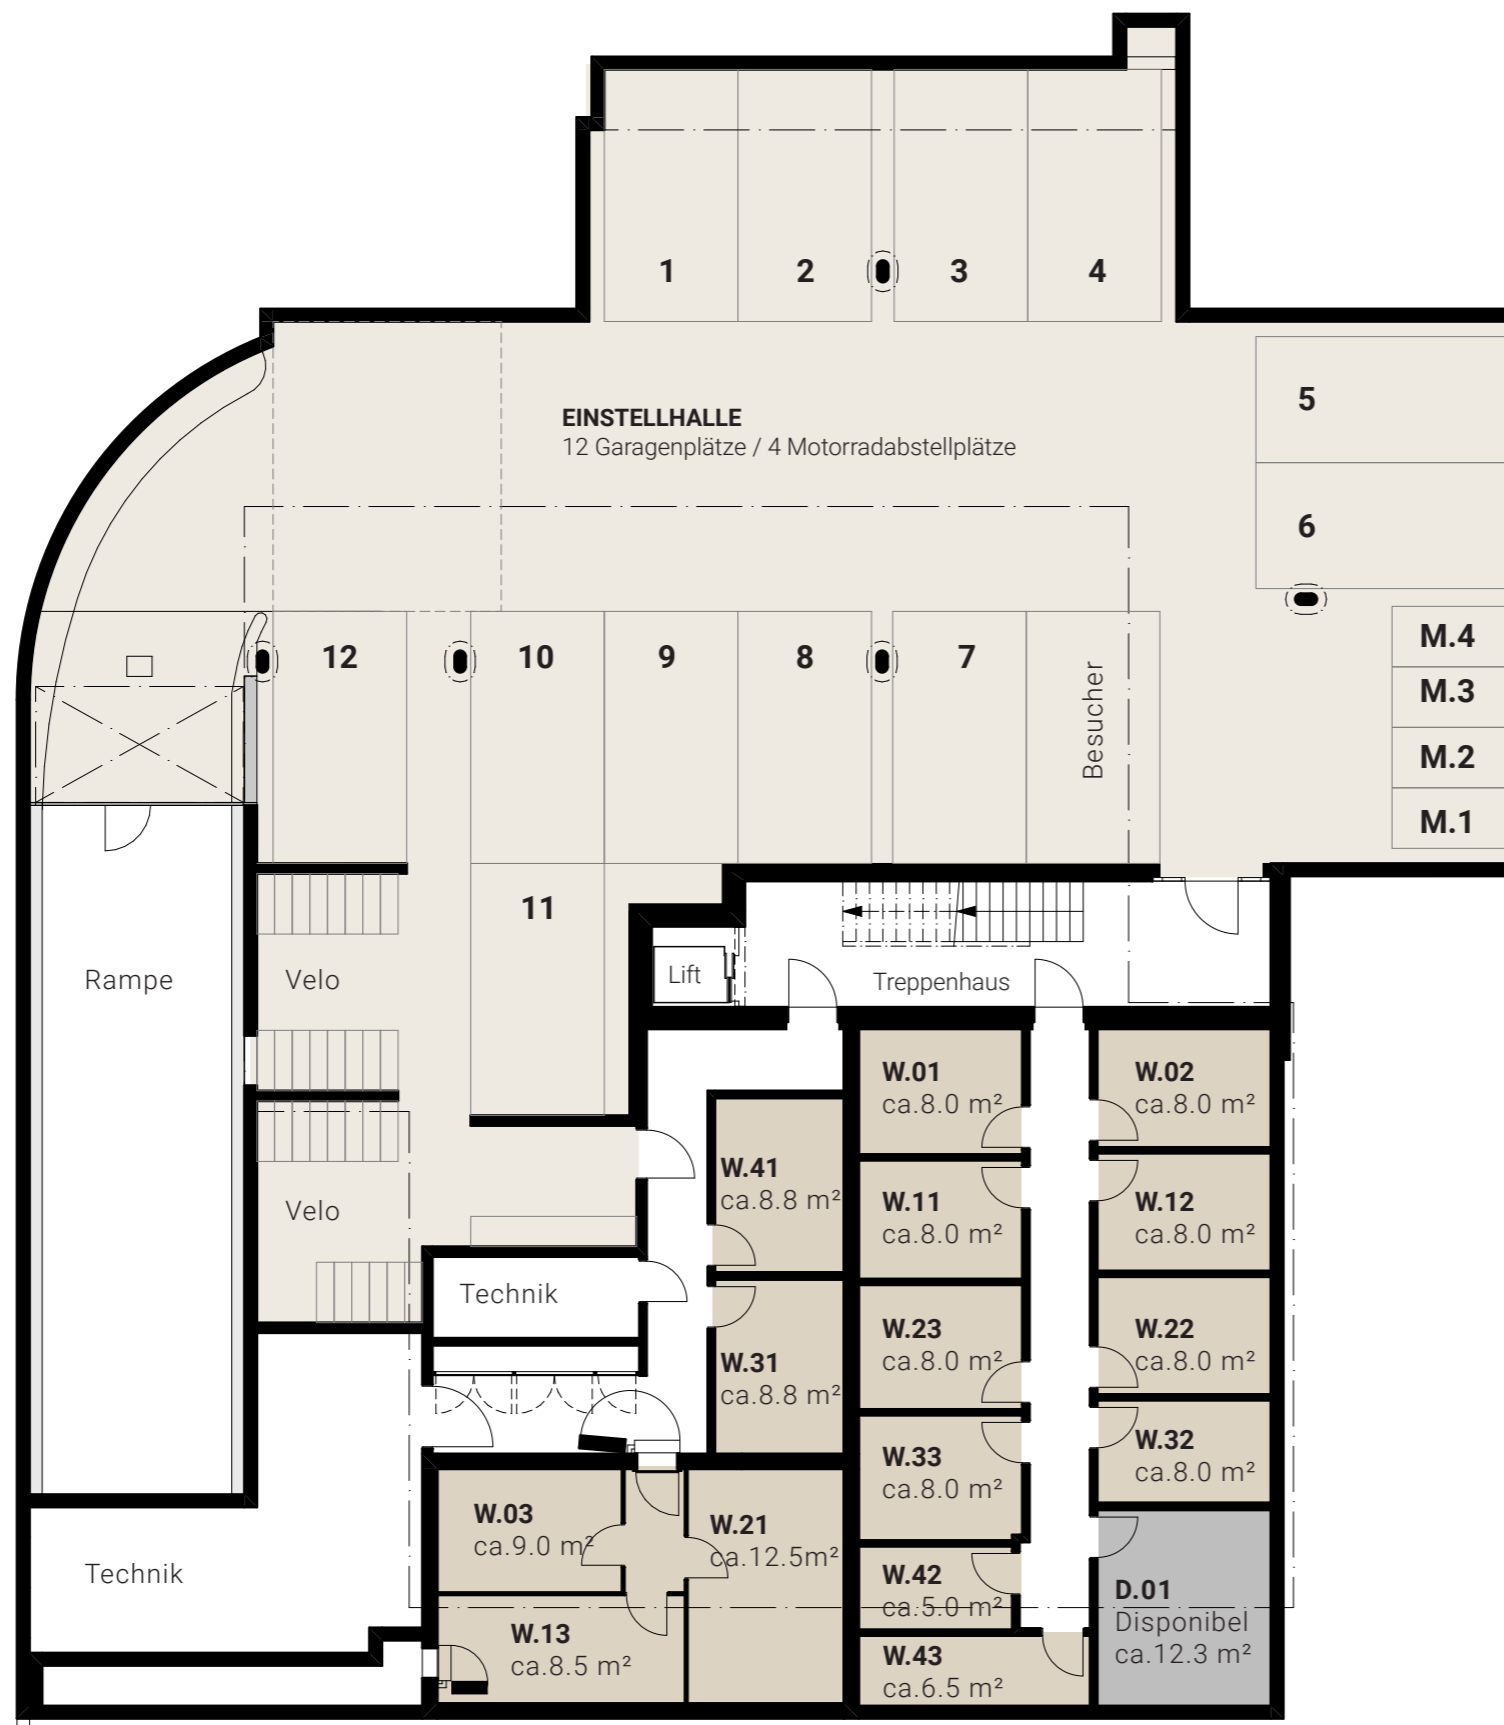 1
2
3
4
EINSTELLHALLE
12 Garagenplätze / 4 Motorradabstellplätze
5
6
12
10
9
8
7
Besucher
M.4
M.3
M.2
M.1
11
Rampe
Velo
Lift
Treppenhaus
W.01
ca.8.0 m²
W.02
ca.8.0 m²
W.41
ca.8.8 m²
W.11
ca.8.0 m²
W.12
ca.8.0 m²
Velo
Technik
W.31
ca.8.8 m²
W.23
ca.8.0 m²
W.22
ca.8.0 m²
W.33
ca.8.0 m²
W.32
ca.8.0 m²
W.03
ca.9.0 m²
W.21
ca.12.5m²
Technik
W.13
ca.8.5 m²
W.42
ca.5.0 m²
W.43
ca.6.5 m²
D.01
Disponibel
ca.12.3 m²